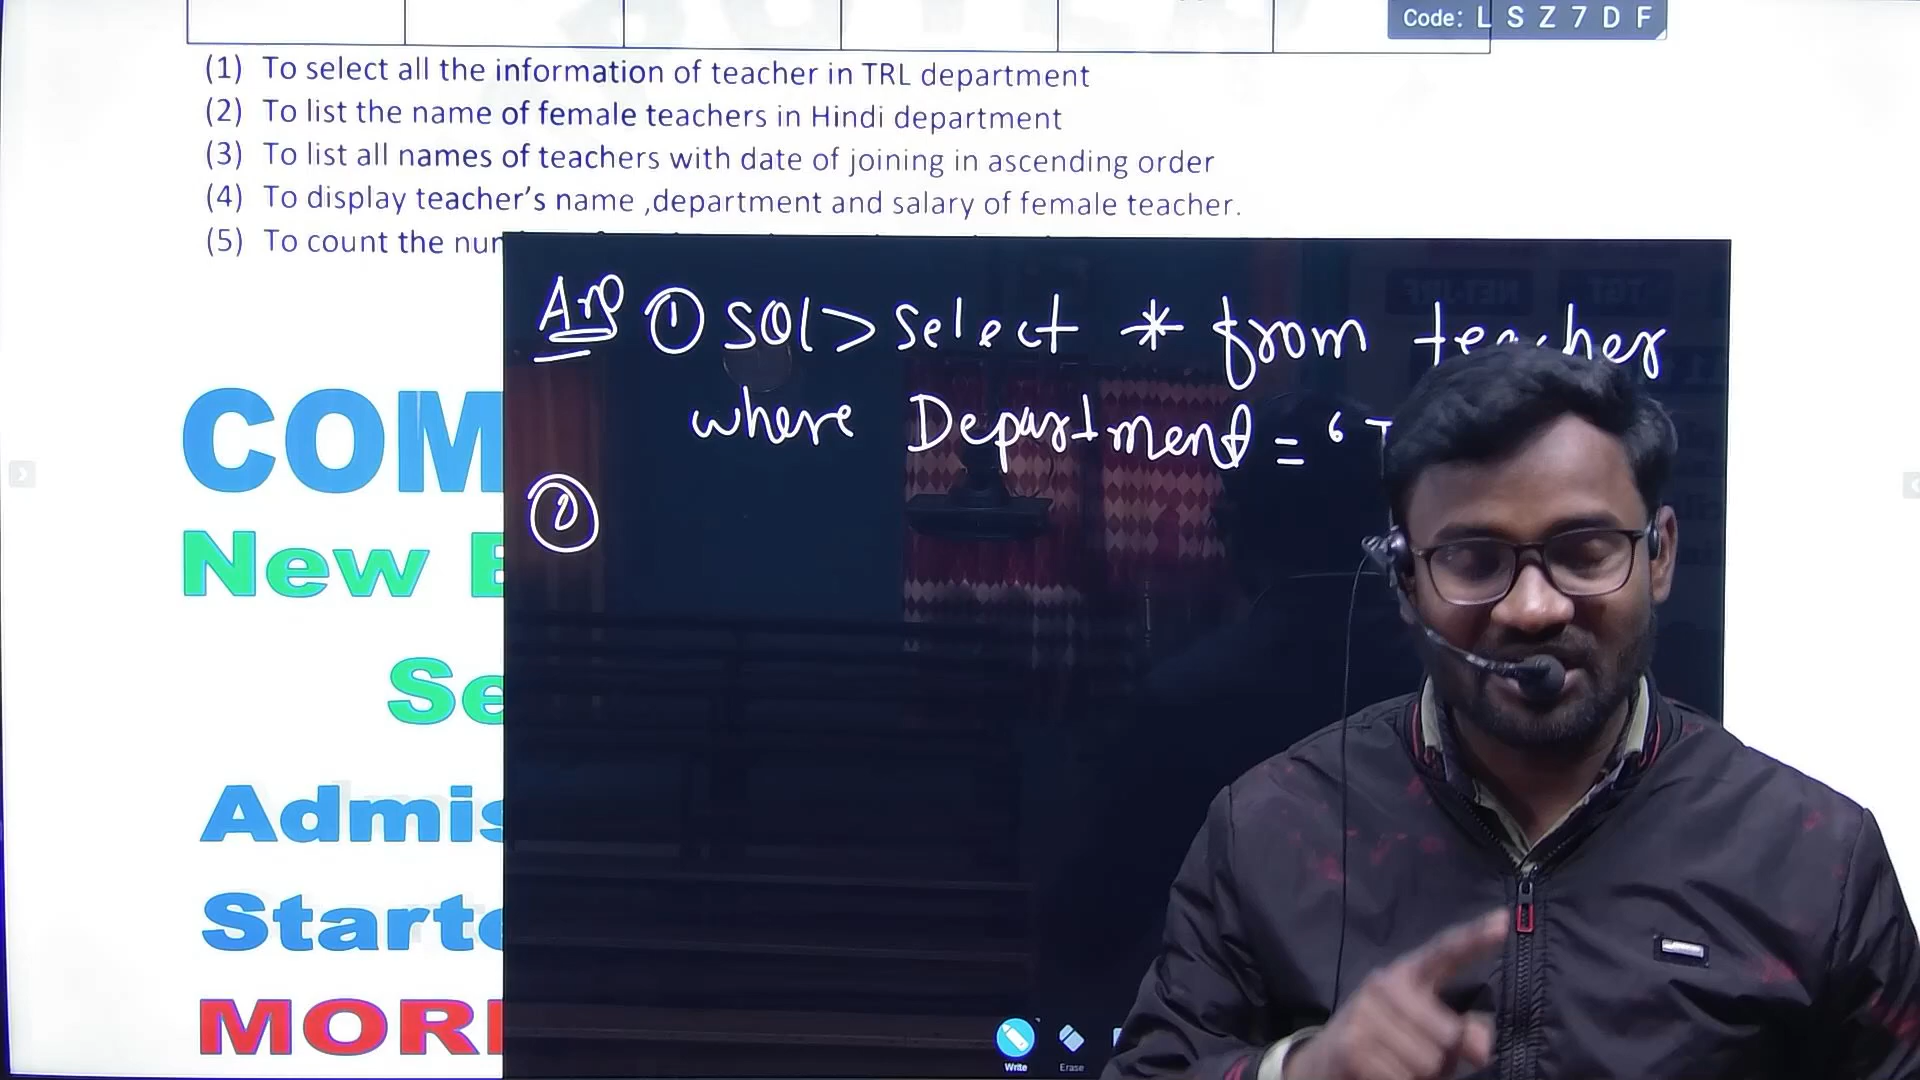 Code: L S Z 7 D F
(1) To select all the information of teacher in TRL department
(2) To list the name of female teachers in Hindi department
(3) To list all names of teachers with date of joining in ascending order
(4) To display teacher's name ,department and salary of female teacher.
(5) To count the
Ans ① SQL> Select * from teacher
where Department = ‘T
②
COM
New
Se
Admis
Starte
MOR
Write
Erase